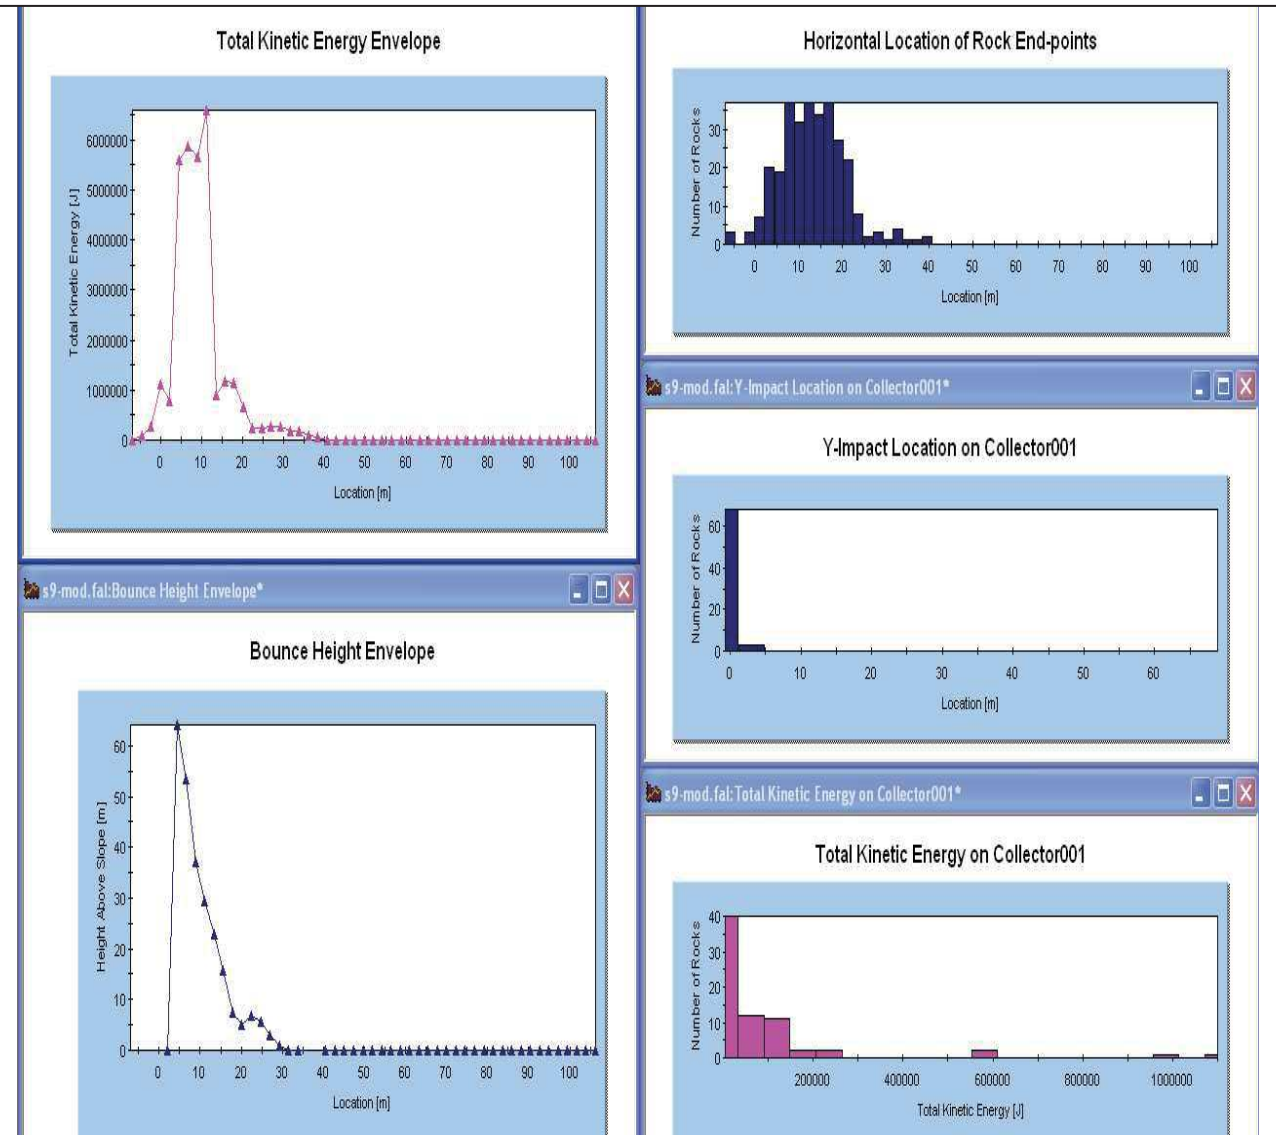 Total Kinetic Energy Envelope
6000000
5000000
4000000
3000000
2000000
1000000
0
Total Kinetic Energy [J]
0 10 20 30 40 50 60 70 80 90 100
Location [m]
s9-mod.fal:Bounce Height Envelope*
Bounce Height Envelope
60
50
40
30
20
10
0
Height Above Slope [m]
0 10 20 30 40 50 60 70 80 90 100
Location [m]
Horizontal Location of Rock End-points
30
20
10
0
Number of Rocks
0 10 20 30 40 50 60 70 80 90 100
Location [m]
s9-mod.fal:Y-Impact Location on Collector001*
Y-Impact Location on Collector001
60
40
20
0
Number of Rocks
0 10 20 30 40 50 60
Location [m]
s9-mod.fal:Total Kinetic Energy on Collector001*
Total Kinetic Energy on Collector001
40
30
20
10
0
Number of Rocks
200000 400000 600000 800000 1000000
Total Kinetic Energy [J]